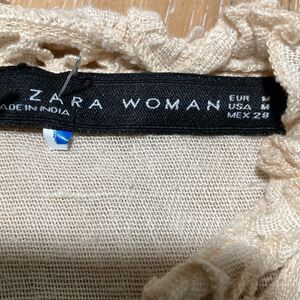 ZARA WOMAN
MADE IN INDIA
EUR M
USA M
MEX 28